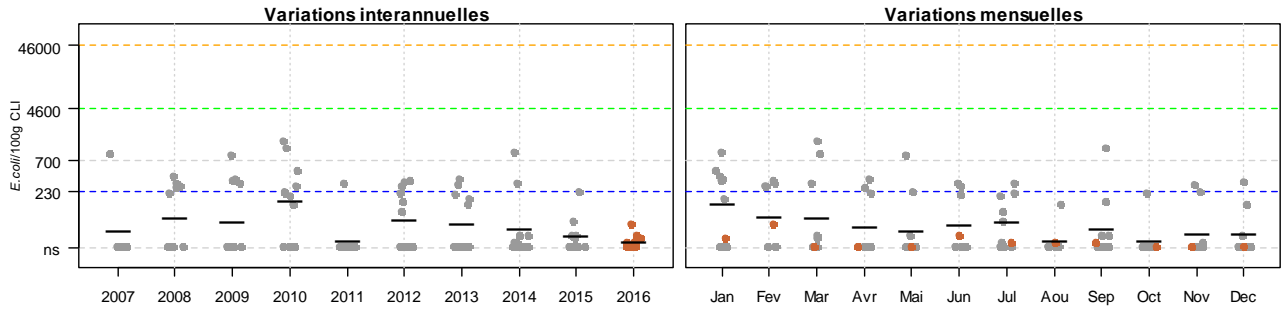 Variations interannuelles
Variations mensuelles
E.coli/100g CLI
46000
4600
700
230
ns
2007 2008 2009 2010 2011 2012 2013 2014 2015 2016
Jan Fev Mar Avr Mai Jun Jul Aou Sep Oct Nov Dec